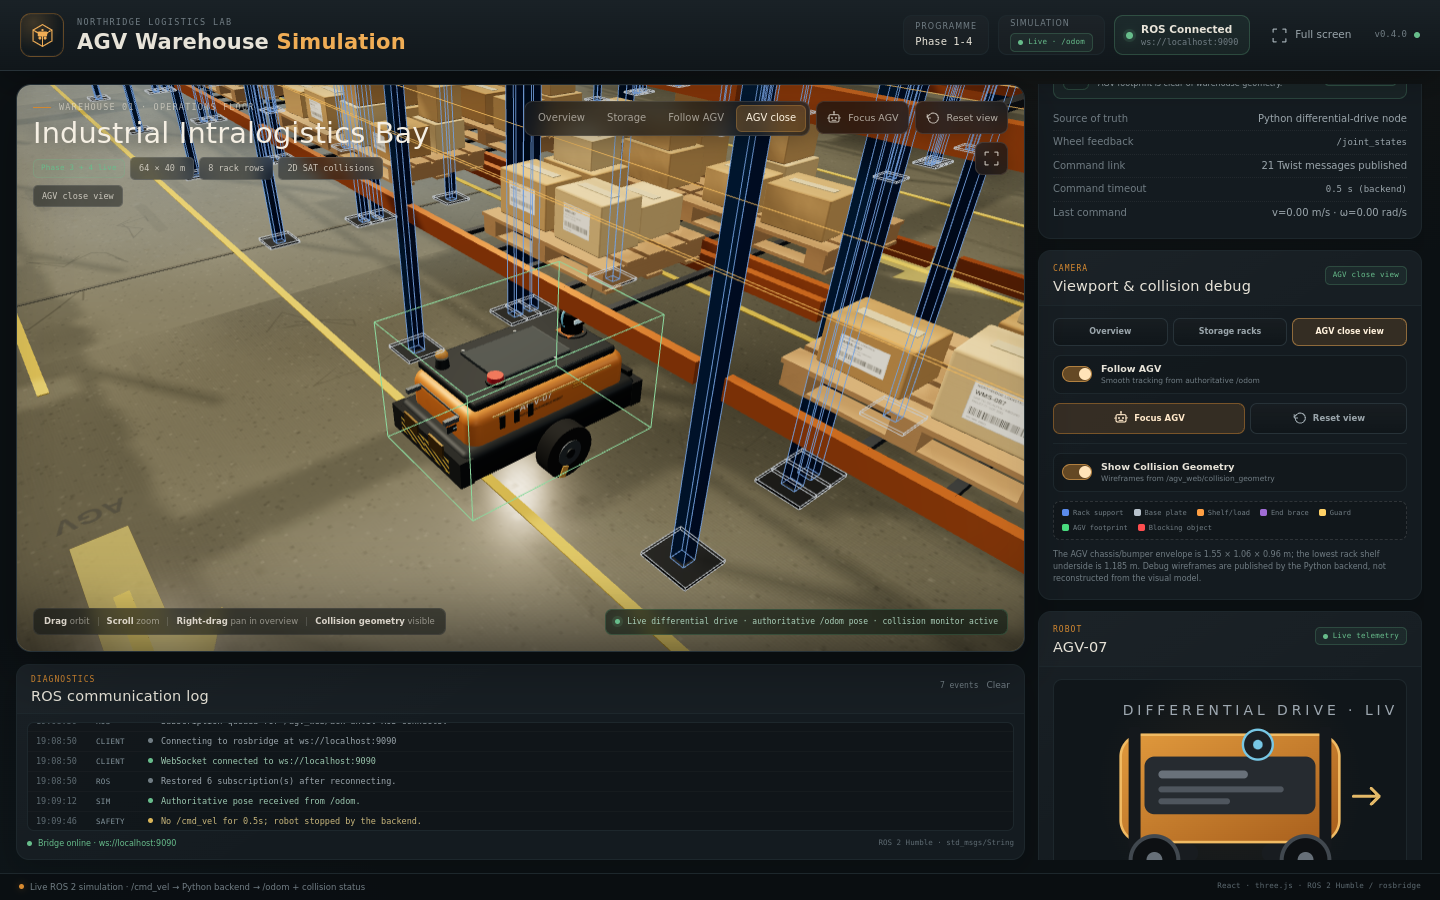 NORTHRIDGE LOGISTICS LAB
AGV Warehouse Simulation
PROGRAMME
Phase 1-4
SIMULATION
Live · /odom
ROS Connected
ws://localhost:9090
Full screen
v0.4.0
WAREHOUSE 01 · OPERATIONS FLOOR
Industrial Intralogistics Bay
64 × 40 m
8 rack rows
2D SAT collisions
AGV close view
Overview
Storage
Follow AGV
AGV close
Focus AGV
Reset view
AGV
WMS-087
Drag orbit
Scroll zoom
Right-drag pan in overview
Collision geometry visible
Live differential drive · authoritative /odom pose · collision monitor active
DIAGNOSTICS
ROS communication log
7 events
Clear
19:08:50 CLIENT Connecting to rosbridge at ws://localhost:9090
19:08:50 CLIENT WebSocket connected to ws://localhost:9090
19:08:50 ROS Restored 6 subscription(s) after reconnecting.
19:09:12 SIM Authoritative pose received from /odom.
19:09:46 SAFETY No /cmd_vel for 0.5s; robot stopped by the backend.
Bridge online · ws://localhost:9090
ROS 2 Humble · std_msgs/String
Source of truth Python differential-drive node
Wheel feedback /joint_states
Command link 21 Twist messages published
Command timeout 0.5 s (backend)
Last command v=0.00 m/s · ω=0.00 rad/s
CAMERA
Viewport & collision debug
AGV close view
Overview
Storage racks
AGV close view
Follow AGV
Smooth tracking from authoritative /odom
Focus AGV
Reset view
Show Collision Geometry
Wireframes from /agv_web/collision_geometry
Rack support
Base plate
Shelf/load
End brace
Guard
AGV footprint
Blocking object
The AGV chassis/bumper envelope is 1.55 × 1.06 × 0.96 m; the lowest rack shelf
underside is 1.185 m. Debug wireframes are published by the Python backend, not
reconstructed from the visual model.
ROBOT
AGV-07
Live telemetry
DIFFERENTIAL DRIVE · LIV
Live ROS 2 simulation · /cmd_vel → Python backend → /odom + collision status
React · three.js · ROS 2 Humble / rosbridge